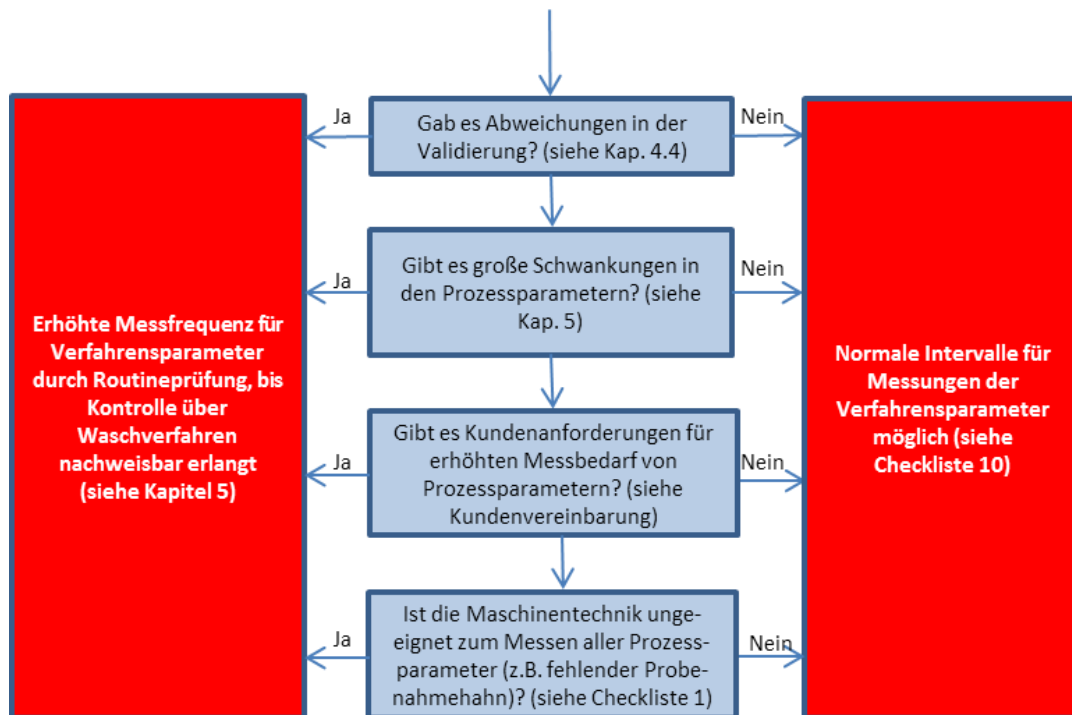 Ja
Gab es Abweichungen in der
Validierung? (siehe Kap. 4.4)
Nein
Ja
Gibt es große Schwankungen in
den Prozessparametern? (siehe
Kap. 5)
Nein
Erhöhte Messfrequenz für
Verfahrensparameter
durch Routineprüfung, bis
Kontrolle über
Waschverfahren
nachweisbar erlangt
(siehe Kapitel 5)
Normale Intervalle für
Messungen der
Verfahrensparameter
möglich (siehe
Checkliste 10)
Ja
Gibt es Kundenanforderungen für
erhöhten Messbedarf von
Prozessparametern? (siehe
Kundenvereinbarung)
Nein
Ja
Ist die Maschinentechnik unge-
eignet zum Messen aller Prozess-
parameter (z.B. fehlender Probe-
nahmehahn)? (siehe Checkliste 1)
Nein